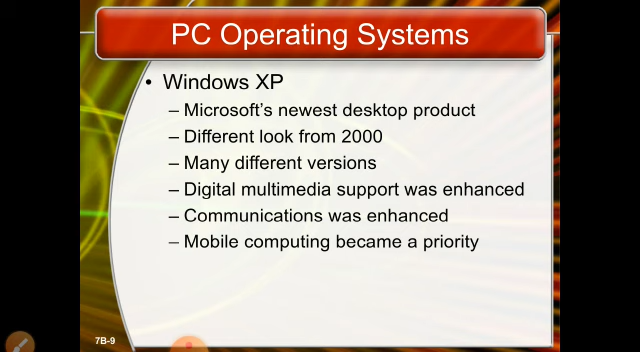 PC Operating Systems
• Windows XP
– Microsoft's newest desktop product
– Different look from 2000
– Many different versions
– Digital multimedia support was enhanced
– Communications was enhanced
– Mobile computing became a priority
7B-9